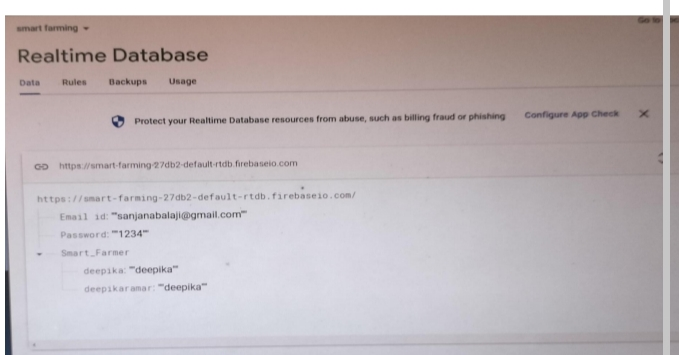 smart farming
Go to
Realtime Database
Data Rules Backups Usage
Protect your Realtime Database resources from abuse, such as billing fraud or phishing Configure App Check
https://smart-farming-27db2-default-rtdb.firebaseio.com
https://smart-farming-27db2-default-rtdb.firebaseio.com/
Email id: ""sanjanabalaji@gmail.com""
Password: ""1234""
Smart_Farmer
deepika: ""deepika""
deepikaramar: ""deepika""